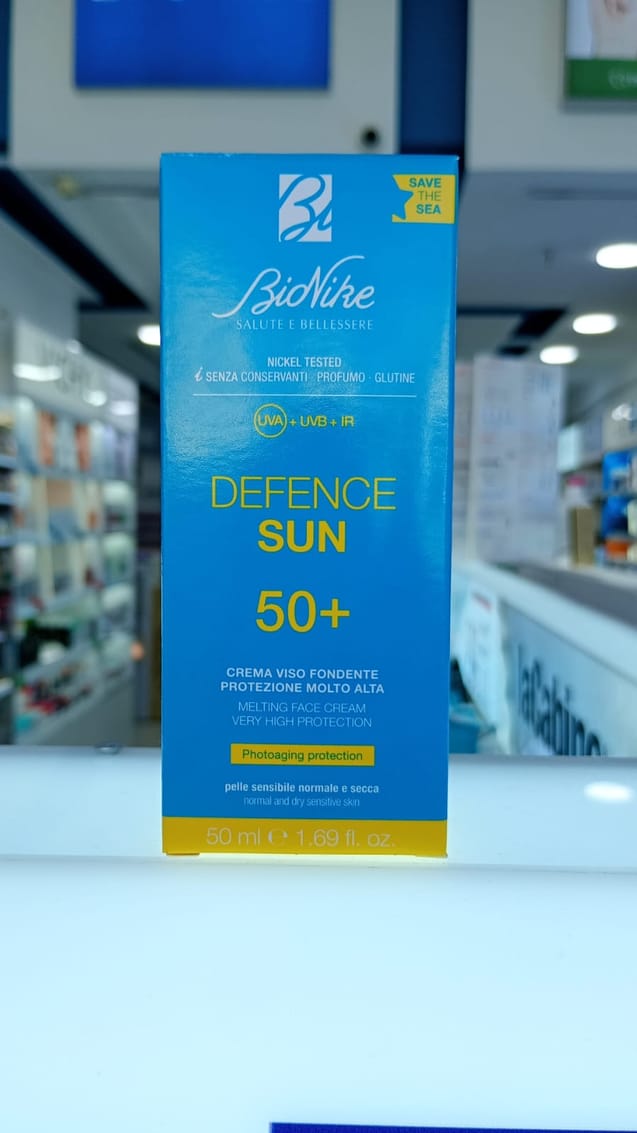 Bi
SAVE
THE
SEA
BioNike
SALUTE E BELLESSERE
NICKEL TESTED
SENZA CONSERVANTI · PROFUMO · GLUTINE
UVA + UVB + IR
DEFENCE
SUN
50+
CREMA VISO FONDENTE
PROTEZIONE MOLTO ALTA
MELTING FACE CREAM
VERY HIGH PROTECTION
Photoaging protection
pelle sensibile normale e secca
normal and dry sensitive skin
50 ml ℮ 1.69 fl. oz.
laCabine